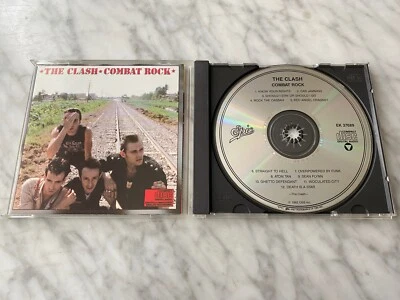 ★THE CLASH★COMBAT ROCK★
THE CLASH
COMBAT ROCK
1. KNOW YOUR RIGHTS 2. CAR JAMMING
3. SHOULD I STAY OR SHOULD I GO
4. ROCK THE CASBAH 5. RED ANGEL DRAGNET
Epic
EK 37689
6. STRAIGHT TO HELL 7. OVERPOWERED BY FUNK
8. ATOM TAN 9. SEAN FLYNN
10. GHETTO DEFENDANT 11. INOCULATED CITY
12. DEATH IS A STAR